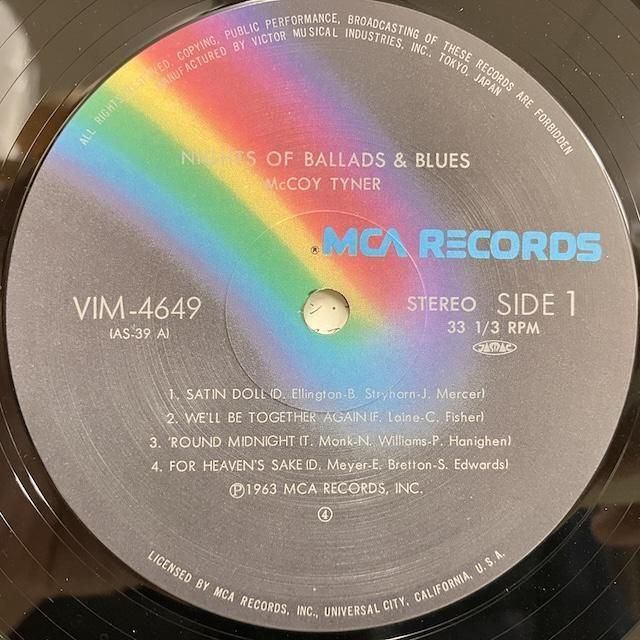 ALL RIGHTS RESERVED. COPYING, PUBLIC PERFORMANCE, BROADCASTING OF THESE RECORDS ARE FORBIDDEN
MANUFACTURED BY VICTOR MUSICAL INDUSTRIES, INC., TOKYO, JAPAN
NIGHTS OF BALLADS & BLUES
McCOY TYNER
® MCA RECORDS
VIM-4649
(AS-39 A)
STEREO SIDE 1
33 1/3 RPM
JASRAC
1. SATIN DOLL (D. Ellington-B. Stryhorn-J. Mercer)
2. WE'LL BE TOGETHER AGAIN (F. Laine-C. Fisher)
3. 'ROUND MIDNIGHT (T. Monk-N. Williams-P. Hanighen)
4. FOR HEAVEN'S SAKE (D. Meyer-E. Bretton-S. Edwards)
Ⓟ1963 MCA RECORDS, INC.
④
LICENSED BY MCA RECORDS, INC., UNIVERSAL CITY, CALIFORNIA, U.S.A.